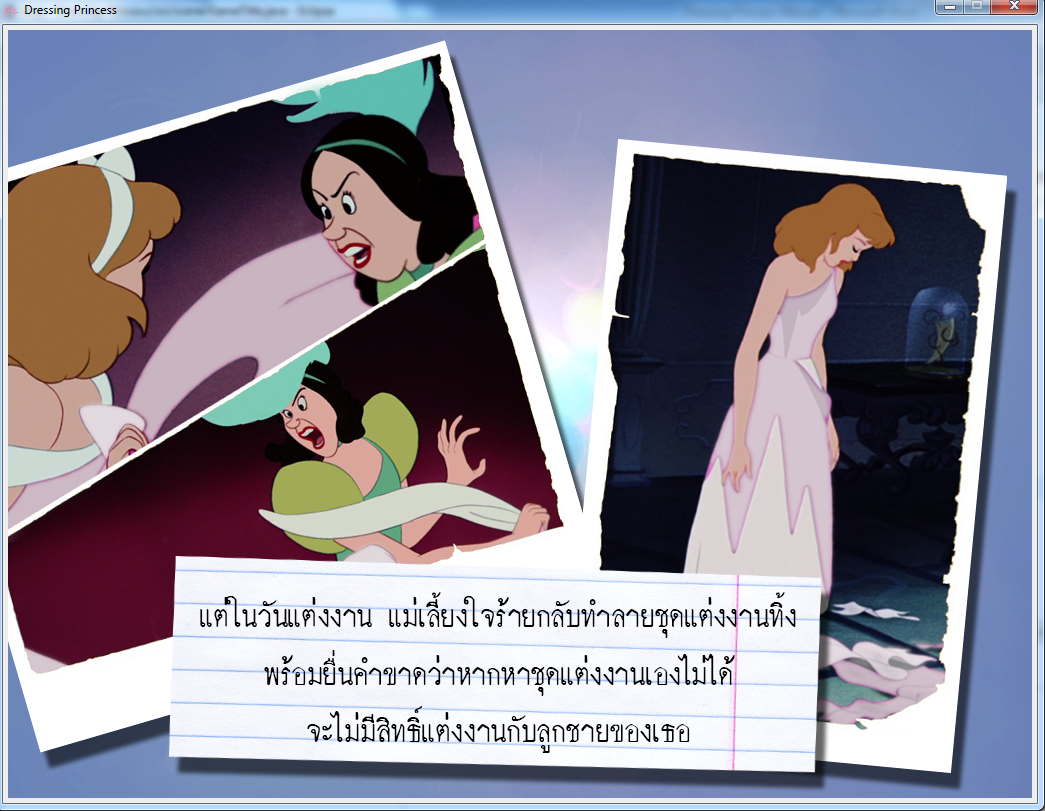 Dressing Princess
แต่ในวันแต่งงาน แม่เลี้ยงใจร้ายกลับทำลายชุดแต่งงานทิ้ง
พร้อมยื่นคำขาดว่าหากหาชุดแต่งงานเองไม่ได้
จะไม่มีสิทธิ์แต่งงานกับลูกชายของเธอ